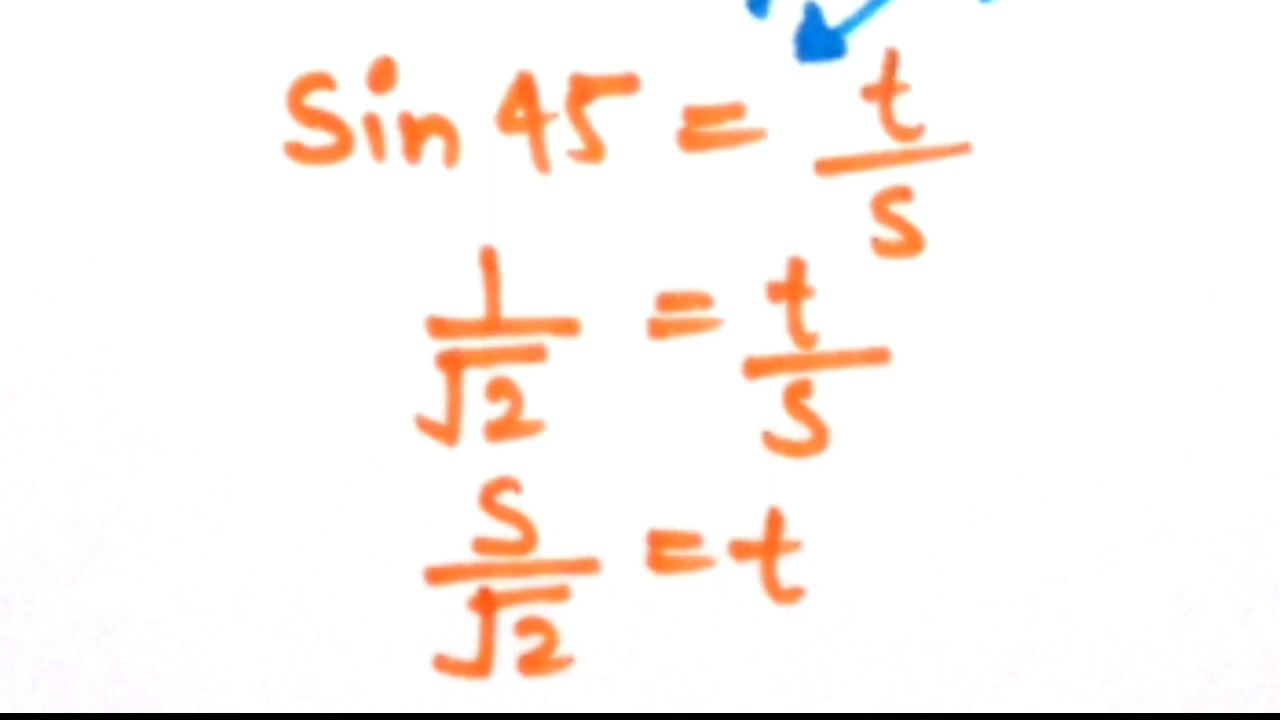 Sin 45 = t/s
1/√2 = t/s
s/√2 = t